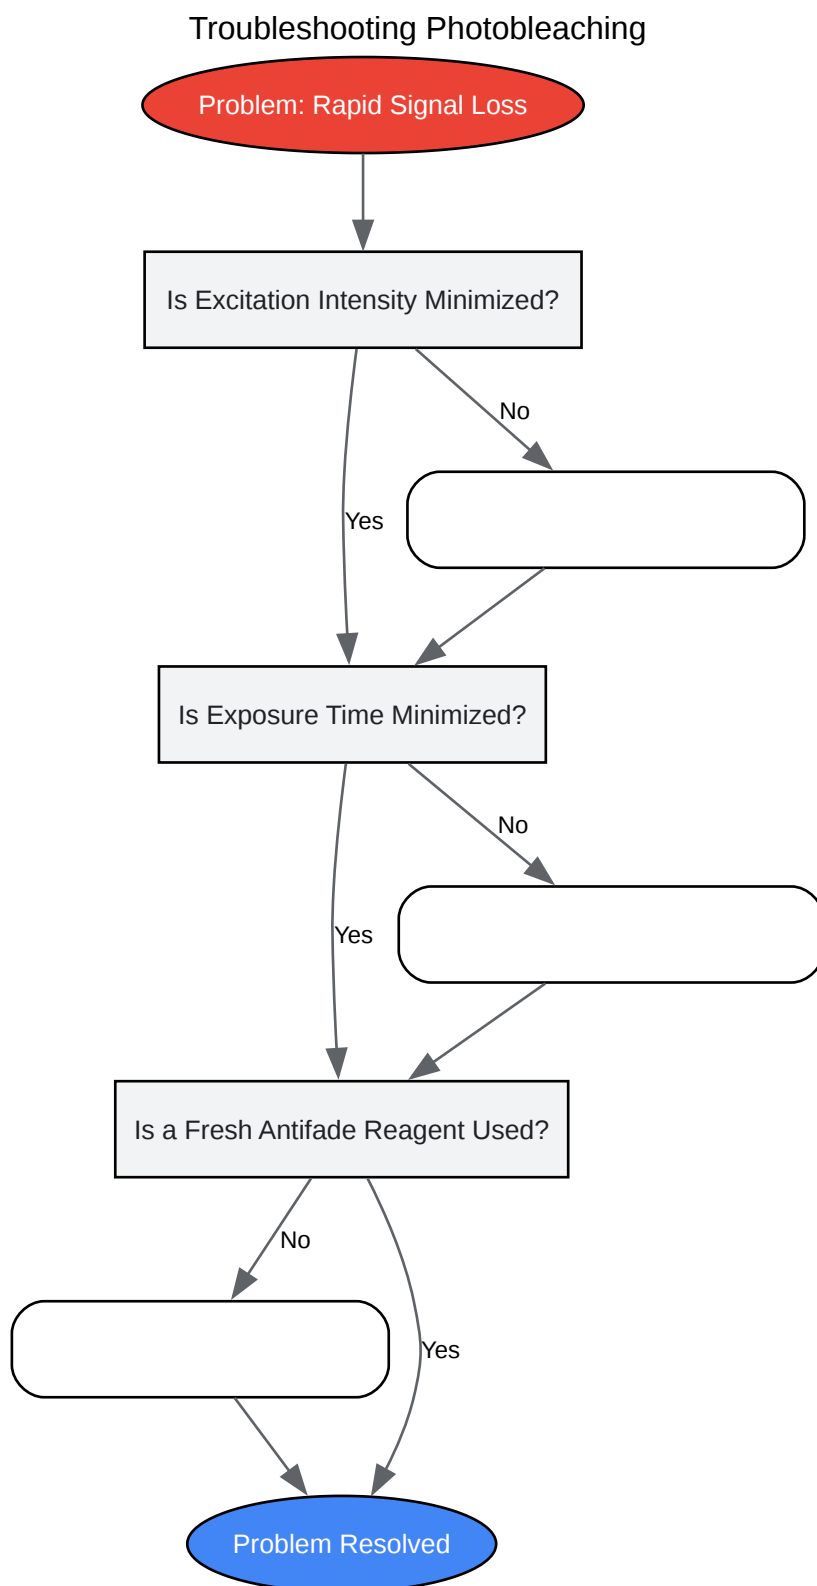 Troubleshooting Photobleaching
Problem: Rapid Signal Loss
Is Excitation Intensity Minimized?
No
Yes
Is Exposure Time Minimized?
No
Yes
Is a Fresh Antifade Reagent Used?
No
Yes
Problem Resolved